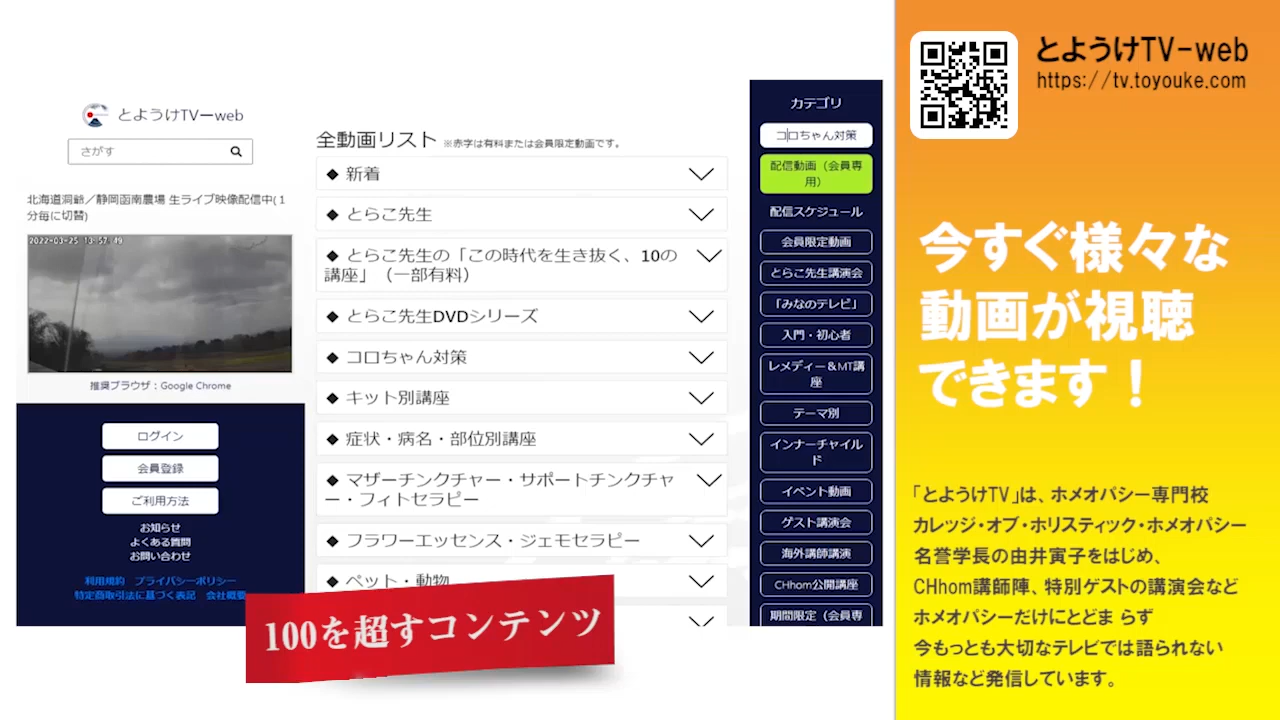 とようけTVーweb
さがす
北海道洞爺／静岡函南農場 生ライブ映像配信中(１
分毎に切替)
2022-03-25 13:57:49
推奨ブラウザ：Google Chrome
ログイン
会員登録
ご利用方法
お知らせ
よくある質問
お問い合わせ
利用規約 プライバシーポリシー
特定商取引法に基づく表記 会社概要
全動画リスト ※赤字は有料または会員限定動画です。
◆ 新着
◆ とらこ先生
◆ とらこ先生の「この時代を生き抜く、10の
講座」（一部有料）
◆ とらこ先生DVDシリーズ
◆ コロちゃん対策
◆ キット別講座
◆ 症状・病名・部位別講座
◆ マザーチンクチャー・サポートチンクチャ
ー・フィトセラピー
◆ フラワーエッセンス・ジェモセラピー
◆ ペット・動物
100を超すコンテンツ
カテゴリ
コロちゃん対策
配信動画（会員専
用）
配信スケジュール
会員限定動画
とらこ先生講演会
「みなのテレビ」
入門・初心者
レメディー＆MT講
座
テーマ別
インナーチャイル
ド
イベント動画
ゲスト講演会
海外講師講演
CHhom公開講座
期間限定（会員専
とようけTV-web
https://tv.toyouke.com
今すぐ様々な
動画が視聴
できます！
「とようけTV」は、ホメオパシー専門校
カレッジ・オブ・ホリスティック・ホメオパシー
名誉学長の由井寅子をはじめ、
CHhom講師陣、特別ゲストの講演会など
ホメオパシーだけにとどま らず
今もっとも大切なテレビでは語られない
情報など発信しています。